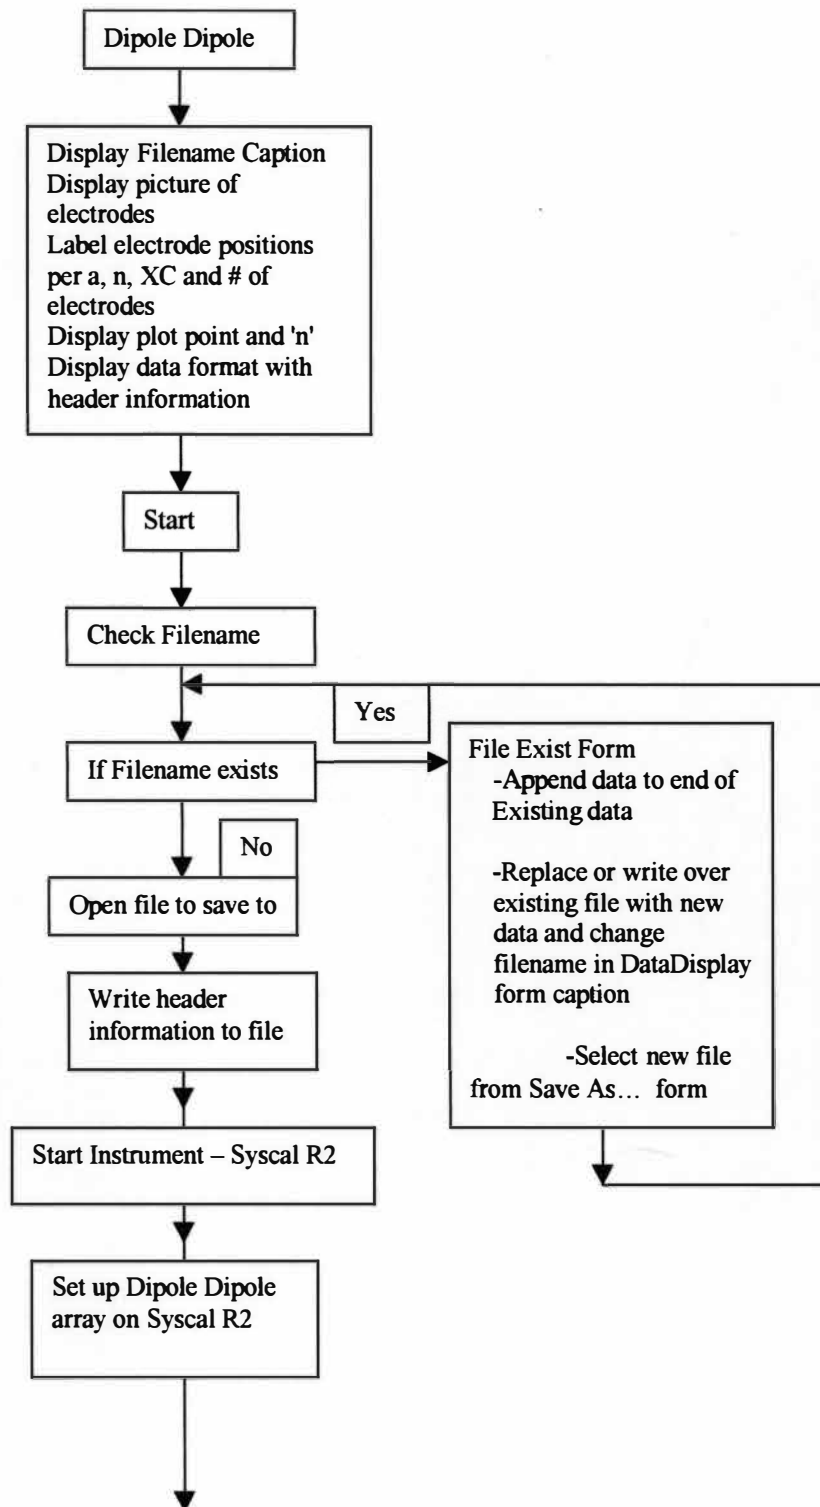 Dipole Dipole
Display Filename Caption
Display picture of
electrodes
Label electrode positions
per a, n, XC and # of
electrodes
Display plot point and 'n'
Display data format with
header information
Start
Check Filename
Yes
If Filename exists
File Exist Form
-Append data to end of
Existing data
-Replace or write over
existing file with new
data and change
filename in DataDisplay
form caption
-Select new file
from Save As... form
No
Open file to save to
Write header
information to file
Start Instrument – Syscal R2
Set up Dipole Dipole
array on Syscal R2